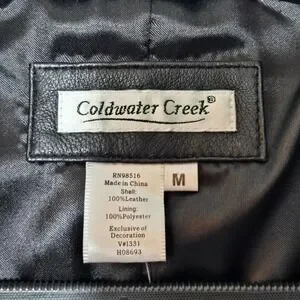 Coldwater Creek®
RN98516
Made in China
Shell:
100%Leather
Lining:
100%Polyester
Exclusive of
Decoration
V#1331
H08693
M